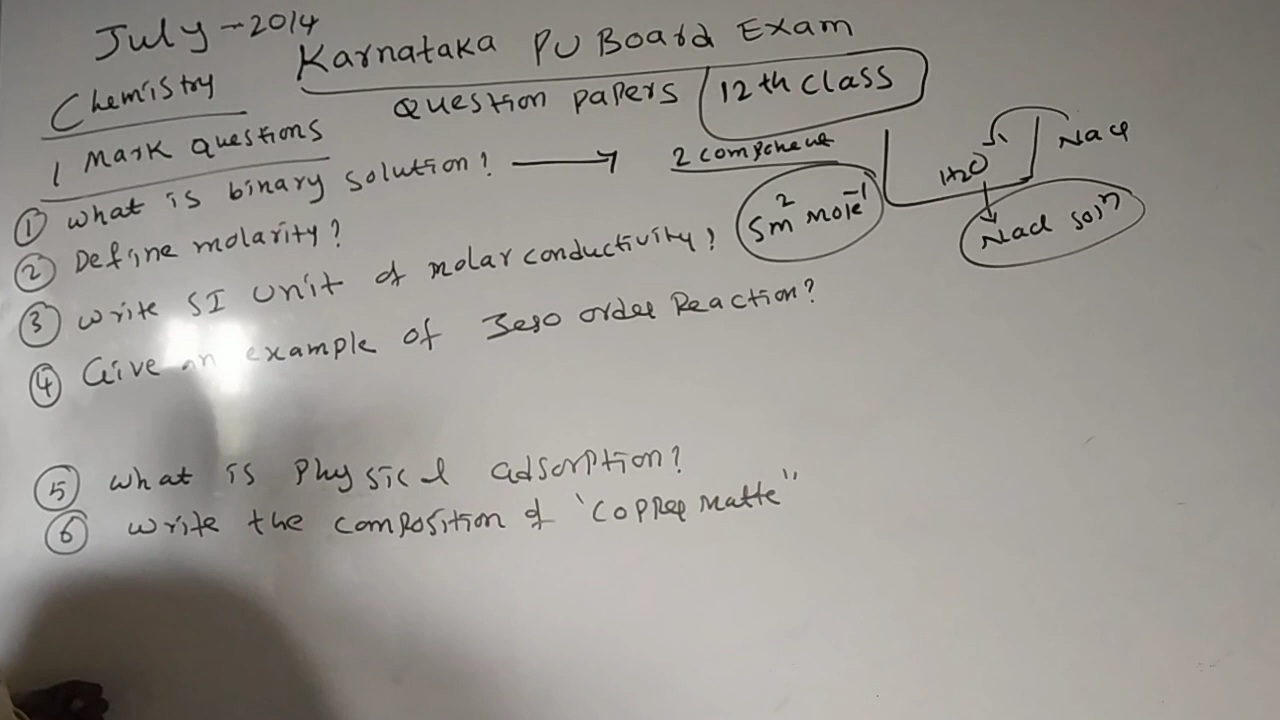 July - 2014
Karnataka PU Board Exam
Chemistry
Question papers 12th Class
1 Mark questions
① What is binary solution? → 2 component
H2O NaCl
NaCl solⁿ
② Define molarity?
③ Write SI Unit of molar conductivity? Sm² mole⁻¹
④ Give an example of Zero order Reaction?
⑤ What is Physical adsorption?
⑥ Write the composition of 'Copper Matte"